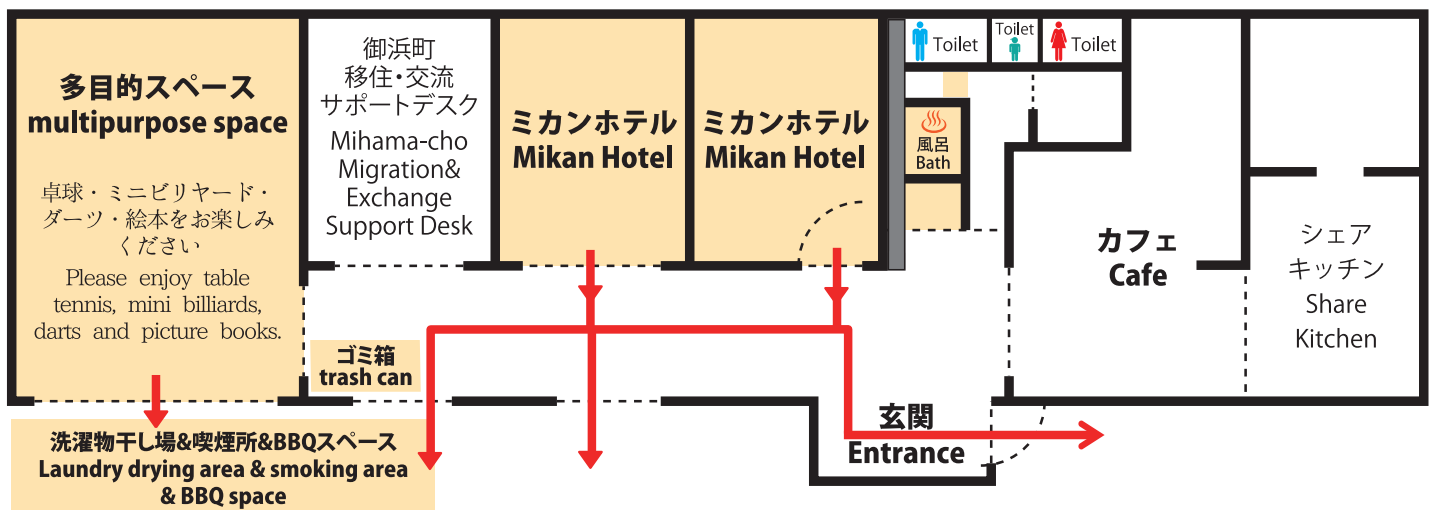 多目的スペース
multipurpose space
卓球・ミニビリヤード・
ダーツ・絵本をお楽しみ
ください
Please enjoy table
tennis, mini billiards,
darts and picture books.
御浜町
移住・交流
サポートデスク
Mihama-cho
Migration&
Exchange
Support Desk
ミカンホテル
Mikan Hotel
ミカンホテル
Mikan Hotel
Toilet
Toilet
Toilet
風呂
Bath
カフェ
Cafe
シェア
キッチン
Share
Kitchen
ゴミ箱
trash can
玄関
Entrance
洗濯物干し場&喫煙所&BBQスペース
Laundry drying area & smoking area
& BBQ space